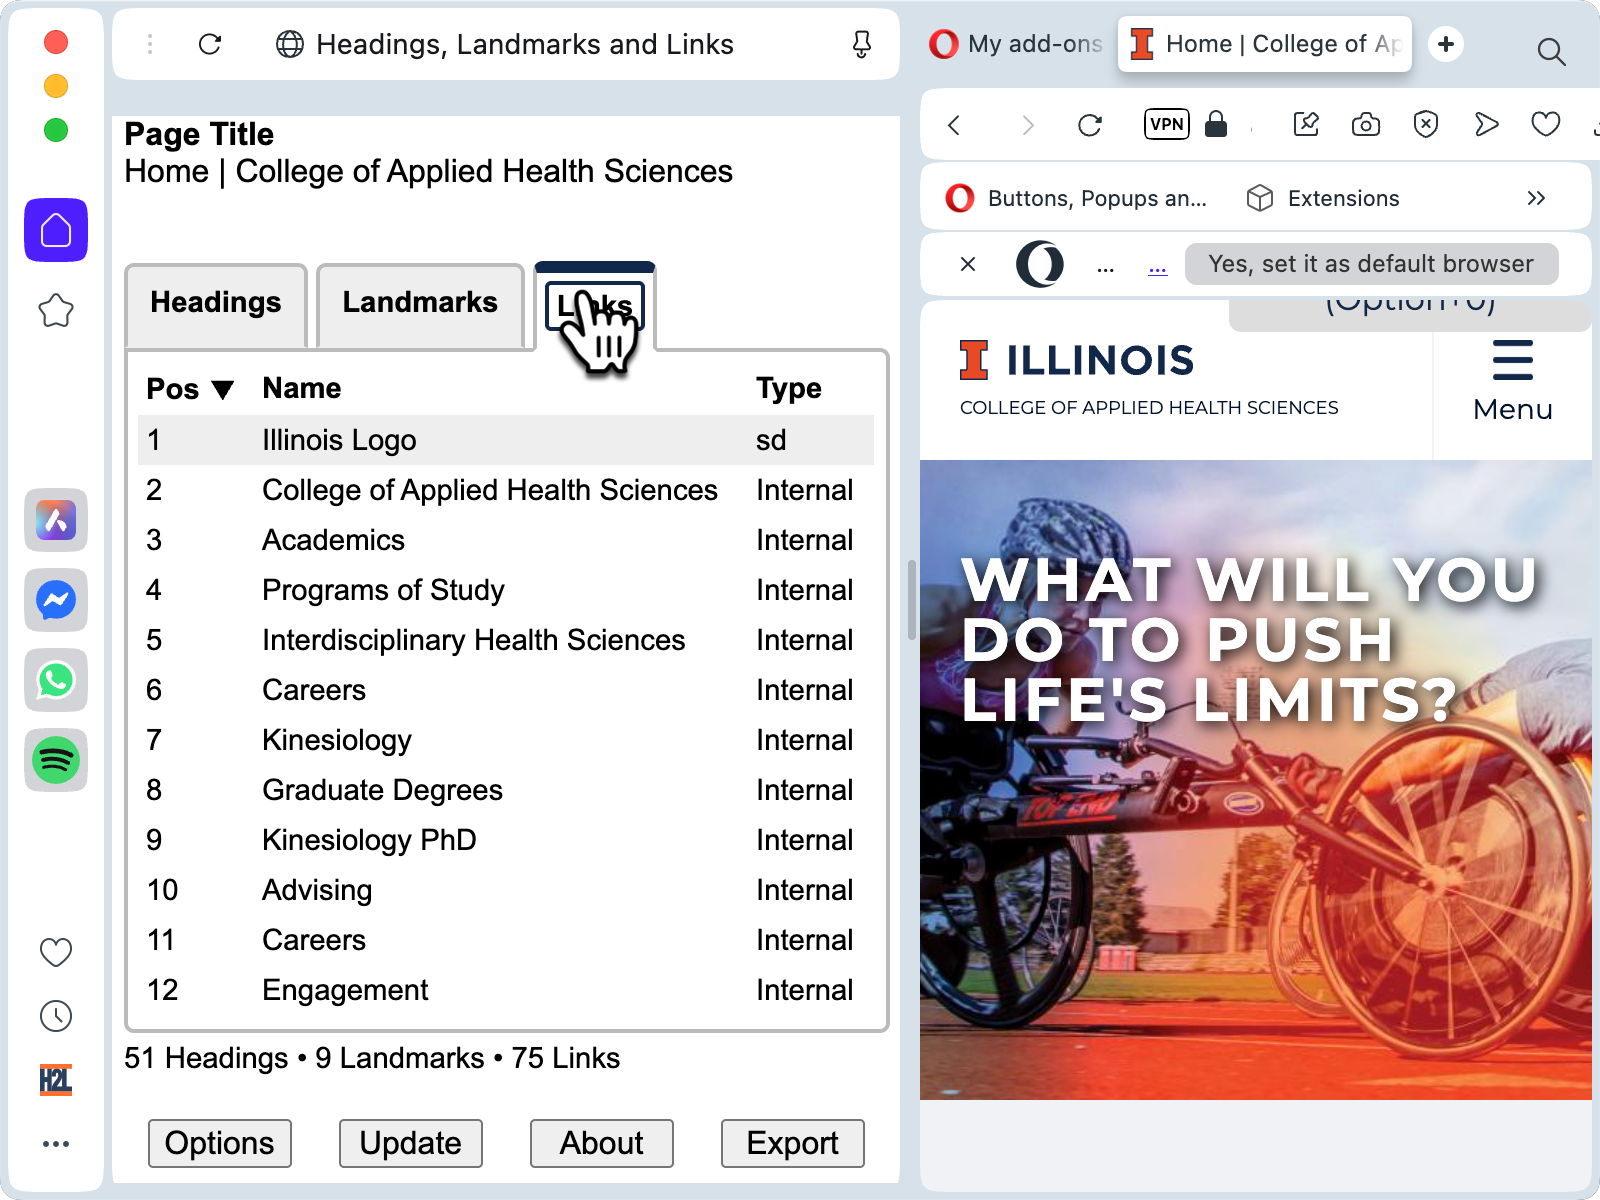 Headings, Landmarks and Links
Page Title
Home | College of Applied Health Sciences
Headings
Landmarks
Links
Pos ▼ Name Type
1 Illinois Logo sd
2 College of Applied Health Sciences Internal
3 Academics Internal
4 Programs of Study Internal
5 Interdisciplinary Health Sciences Internal
6 Careers Internal
7 Kinesiology Internal
8 Graduate Degrees Internal
9 Kinesiology PhD Internal
10 Advising Internal
11 Careers Internal
12 Engagement Internal
51 Headings • 9 Landmarks • 75 Links
Options
Update
About
Export
H2L
My add-ons
Home | College of Ap
VPN
Buttons, Popups an...
Extensions
...
...
Yes, set it as default browser
(Option+0)
ILLINOIS
COLLEGE OF APPLIED HEALTH SCIENCES
Menu
WHAT WILL YOU
DO TO PUSH
LIFE'S LIMITS?
TOP END